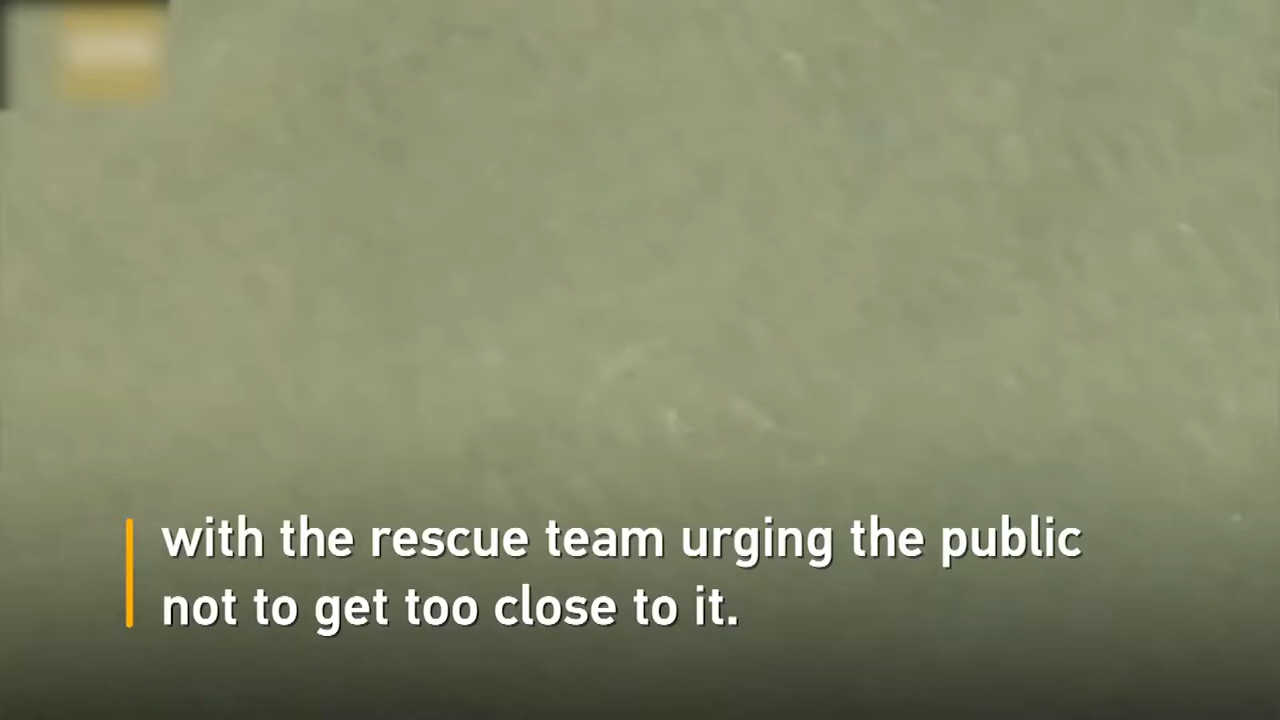 with the rescue team urging the public
not to get too close to it.